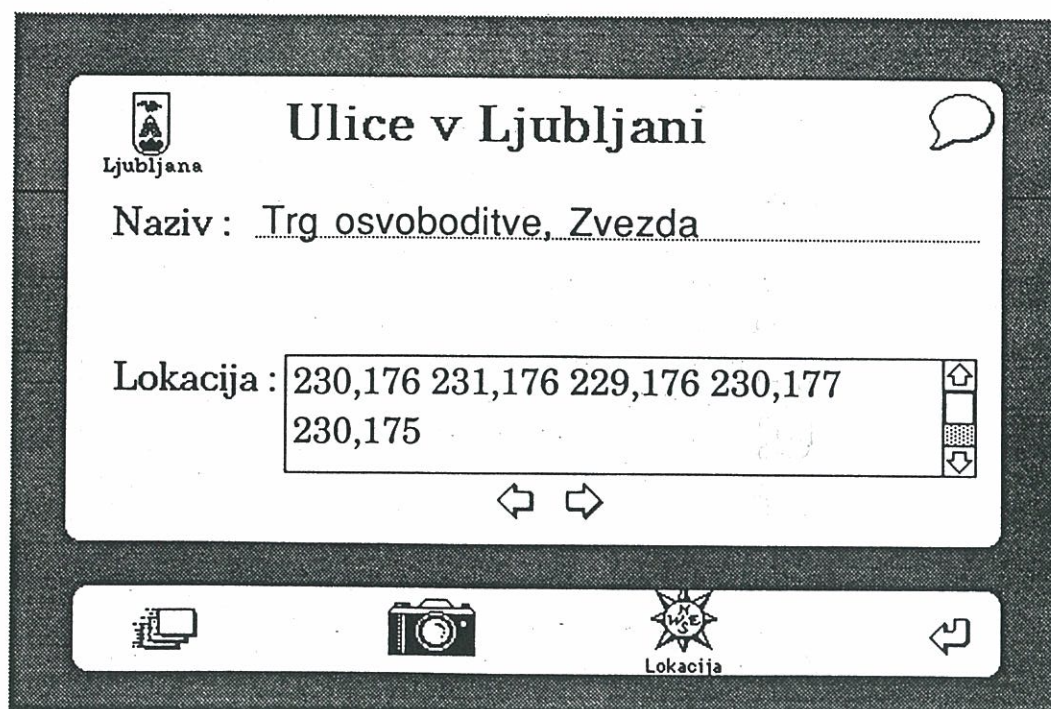 Ulice v Ljubljani
Ljubljana
Naziv : Trg osvoboditve, Zvezda
Lokacija : 230,176 231,176 229,176 230,177
230,175
N
W E
S
Lokacija